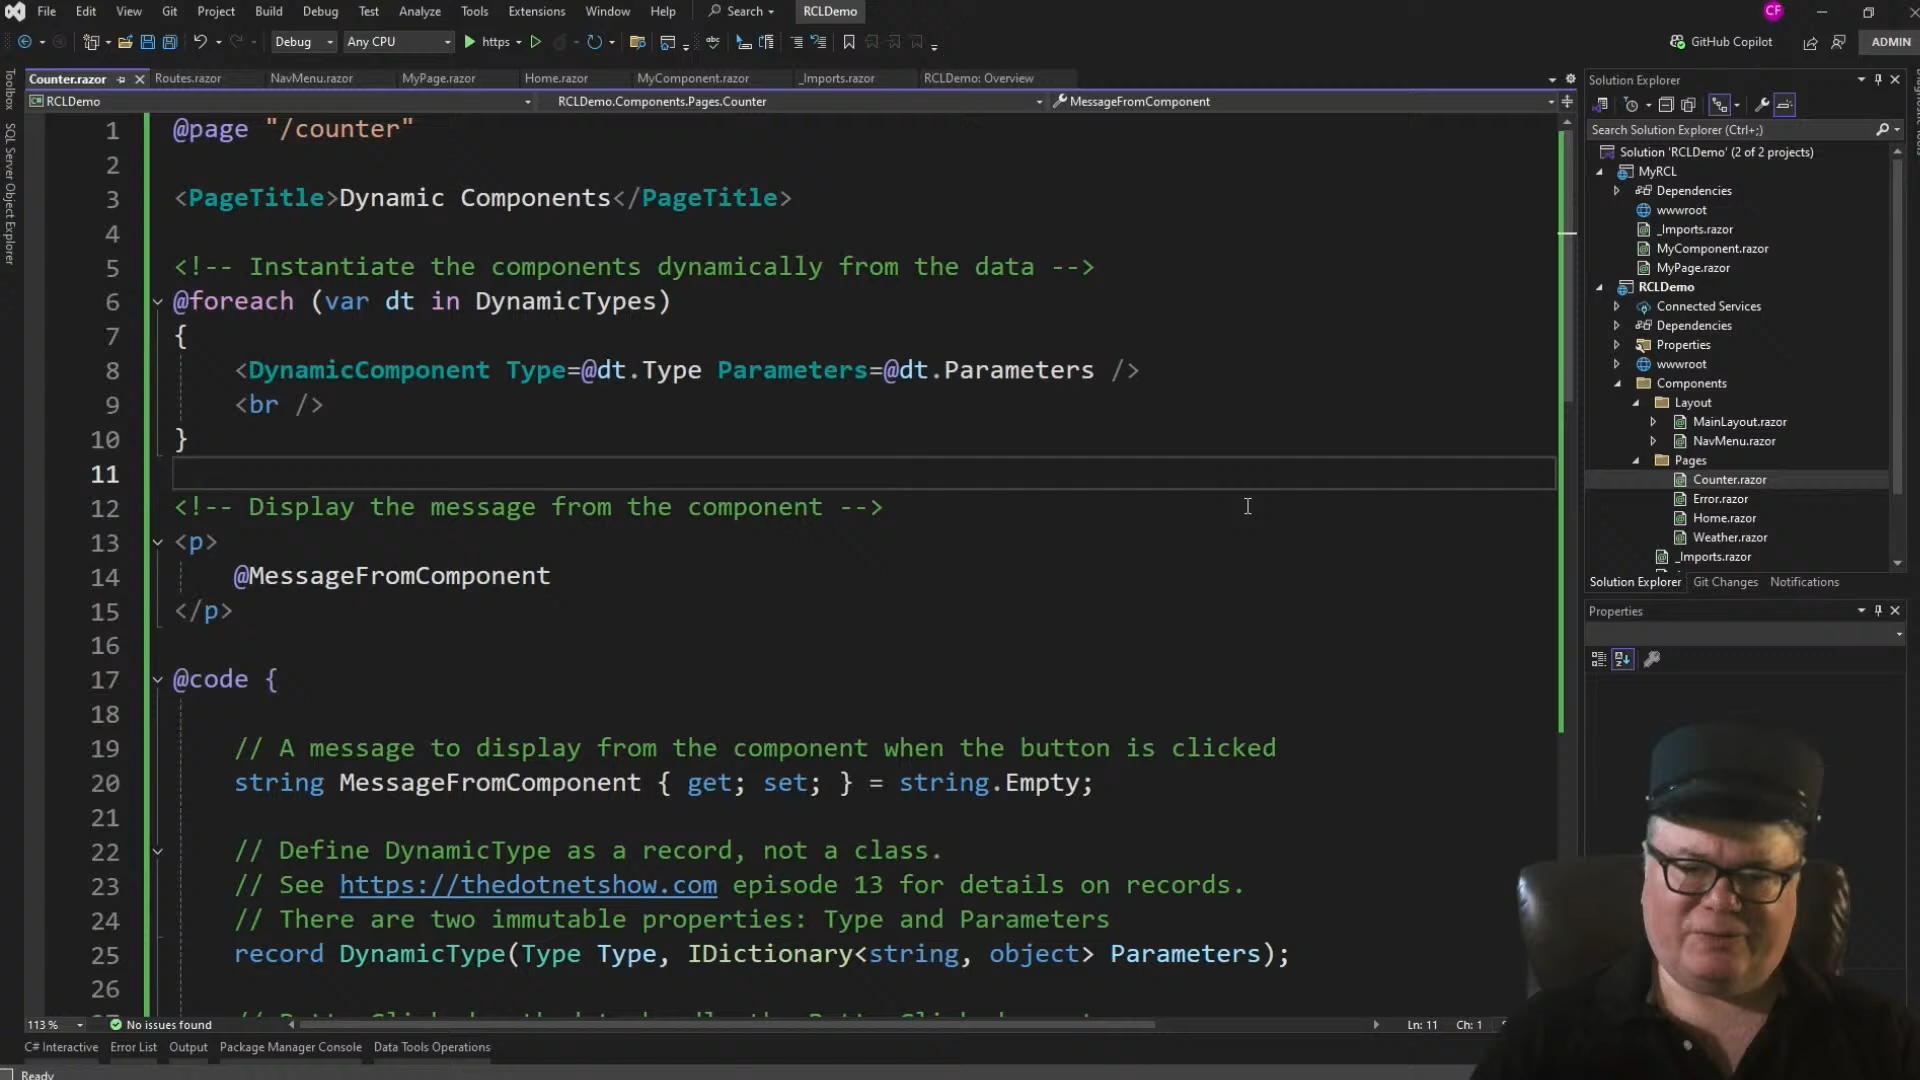 File Edit View Git Project Build Debug Test Analyze Tools Extensions Window Help Search RCLDemo CF
Debug Any CPU https GitHub Copilot ADMIN
Counter.razor Routes.razor NavMenu.razor MyPage.razor Home.razor MyComponent.razor _Imports.razor RCLDemo: Overview
RCLDemo RCLDemo.Components.Pages.Counter MessageFromComponent
Toolbox
SQL Server Object Explorer
1 @page "/counter"
2
3 <PageTitle>Dynamic Components</PageTitle>
4
5 <!-- Instantiate the components dynamically from the data -->
6 @foreach (var dt in DynamicTypes)
7 {
8 <DynamicComponent Type=@dt.Type Parameters=@dt.Parameters />
9 <br />
10 }
11
12 <!-- Display the message from the component -->
13 <p>
14 @MessageFromComponent
15 </p>
16
17 @code {
18
19 // A message to display from the component when the button is clicked
20 string MessageFromComponent { get; set; } = string.Empty;
21
22 // Define DynamicType as a record, not a class.
23 // See https://thedotnetshow.com episode 13 for details on records.
24 // There are two immutable properties: Type and Parameters
25 record DynamicType(Type Type, IDictionary<string, object> Parameters);
26
113 % No issues found Ln: 11 Ch: 1
C# Interactive Error List Output Package Manager Console Data Tools Operations
Ready
Solution Explorer
Search Solution Explorer (Ctrl+;)
Solution 'RCLDemo' (2 of 2 projects)
MyRCL
Dependencies
wwwroot
_Imports.razor
MyComponent.razor
MyPage.razor
RCLDemo
Connected Services
Dependencies
Properties
wwwroot
Components
Layout
MainLayout.razor
NavMenu.razor
Pages
Counter.razor
Error.razor
Home.razor
Weather.razor
_Imports.razor
Solution Explorer Git Changes Notifications
Properties